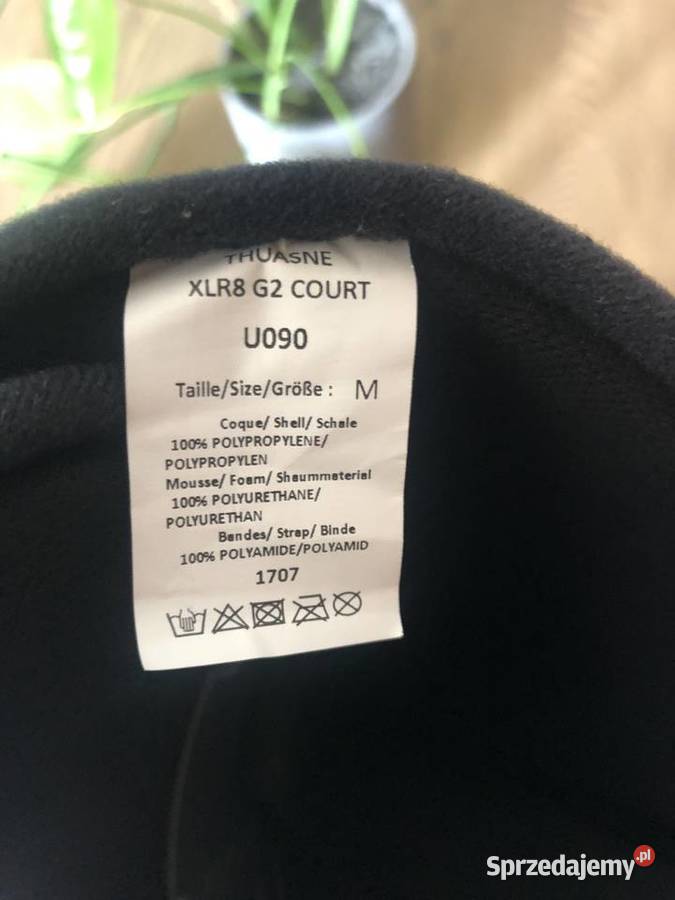 THUASNE
XLR8 G2 COURT
U090
Taille/Size/Größe : M
Coque/ Shell/ Schale
100% POLYPROPYLENE/
POLYPROPYLEN
Mousse/ Foam/ Shaummaterial
100% POLYURETHANE/
POLYURETHAN
Bandes/ Strap/ Binde
100% POLYAMIDE/POLYAMID
1707
Sprzedajemy.pl